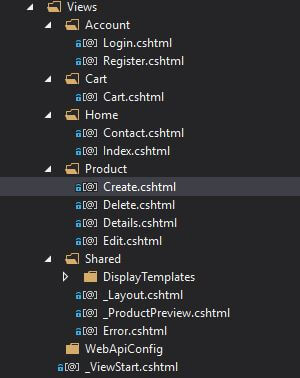 Views
Account
Login.cshtml
Register.cshtml
Cart
Cart.cshtml
Home
Contact.cshtml
Index.cshtml
Product
Create.cshtml
Delete.cshtml
Details.cshtml
Edit.cshtml
Shared
DisplayTemplates
_Layout.cshtml
_ProductPreview.cshtml
Error.cshtml
WebApiConfig
_ViewStart.cshtml